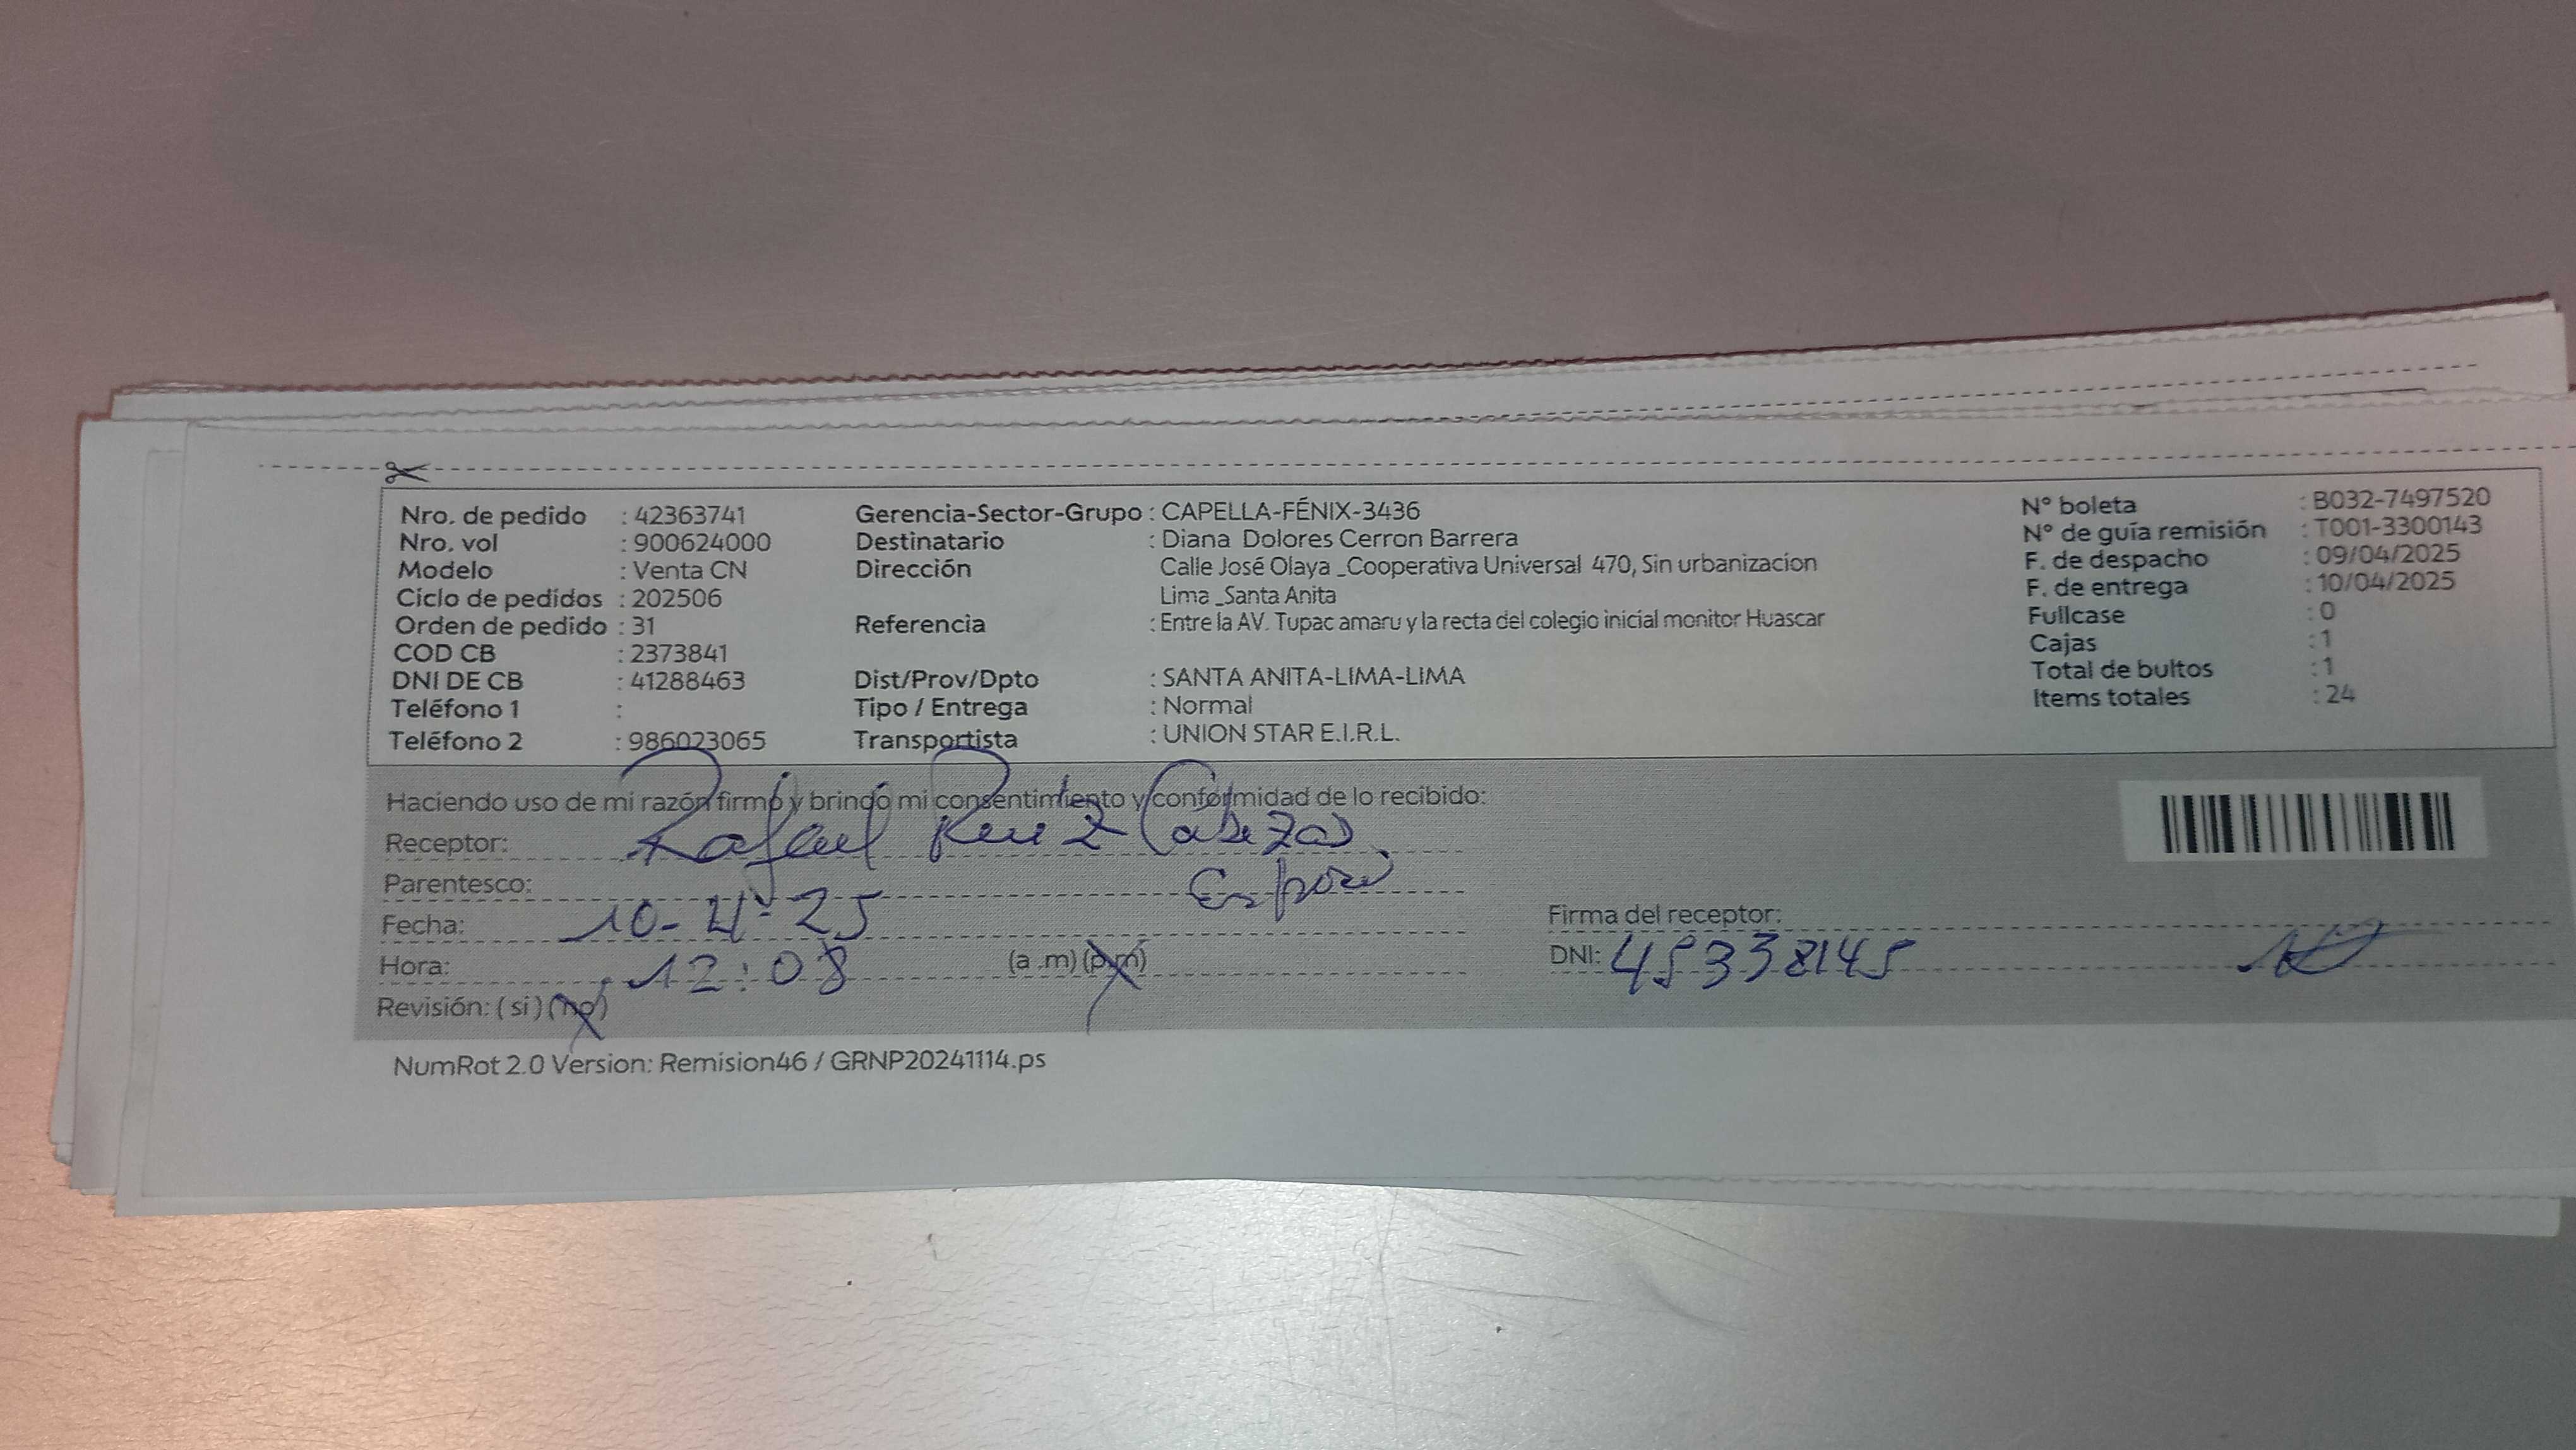 Nro. de pedido : 42363741
Nro. vol : 900624000
Modelo : Venta CN
Ciclo de pedidos : 202506
Orden de pedido : 31
COD CB : 2373841
DNI DE CB : 41288463
Teléfono 1 :
Teléfono 2 : 986023065
Gerencia-Sector-Grupo : CAPELLA-FÉNIX-3436
Destinatario : Diana Dolores Cerron Barrera
Dirección Calle José Olaya _Cooperativa Universal 470, Sin urbanizacion
Lima _Santa Anita
Referencia : Entre la AV. Tupac amaru y la recta del colegio inicial monitor Huascar
Dist/Prov/Dpto : SANTA ANITA-LIMA-LIMA
Tipo / Entrega : Normal
Transportista : UNION STAR E.I.R.L.
N° boleta : B032-7497520
N° de guía remisión : T001-3300143
F. de despacho : 09/04/2025
F. de entrega : 10/04/2025
Fullcase : 0
Cajas : 1
Total de bultos : 1
Items totales : 24
Haciendo uso de mi razón firmo y brindo mi consentimiento y conformidad de lo recibido:
Receptor: Rafael Ruiz Cabezas
Parentesco: Esposo
Fecha: 10-4-25
Hora: 12:08 (a .m) (p.m)
Revisión: ( si ) (no)
Firma del receptor:
DNI: 45338145
NumRot 2.0 Version: Remision46 / GRNP20241114.ps